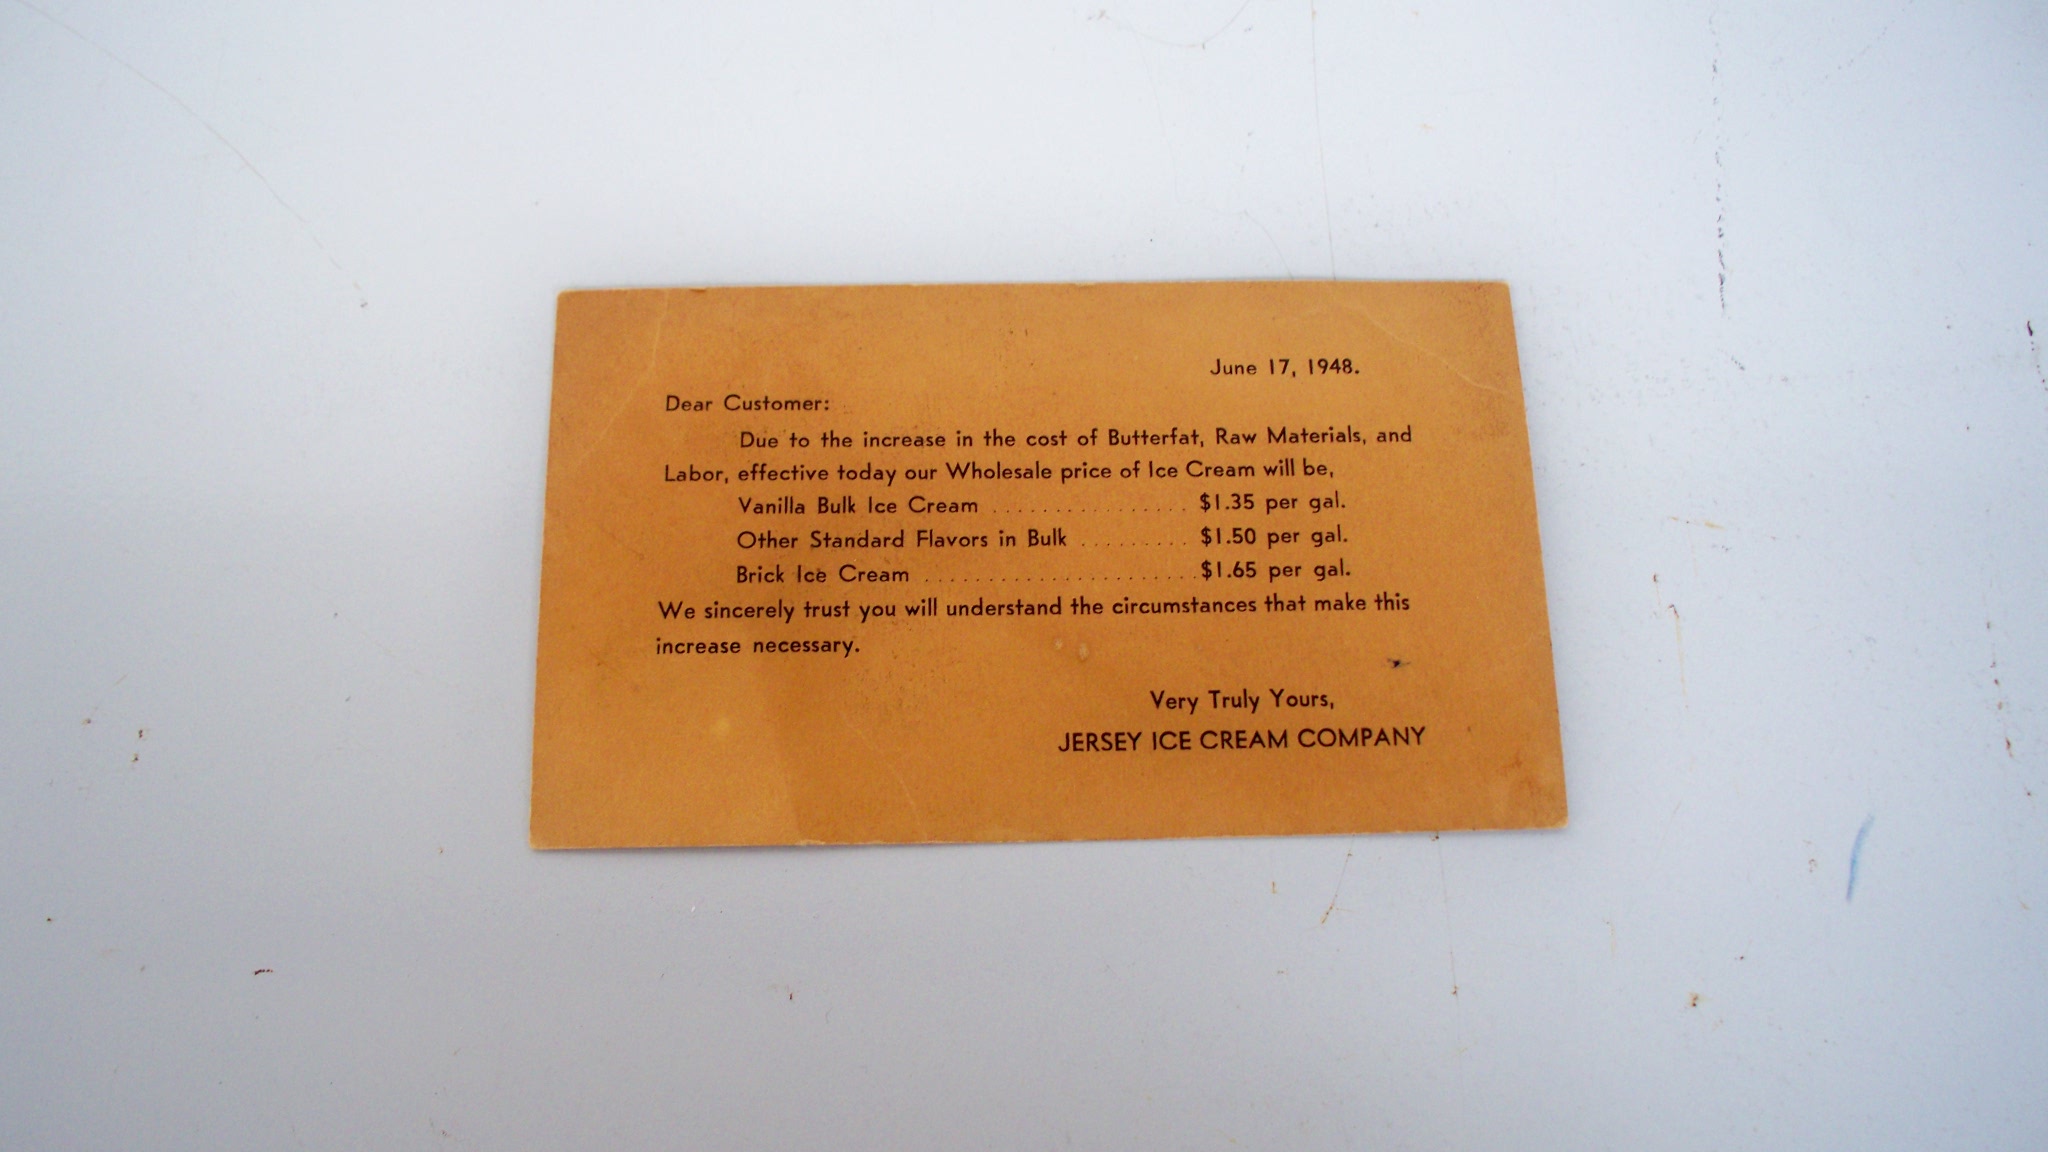 June 17, 1948.
Dear Customer:
Due to the increase in the cost of Butterfat, Raw Materials, and
Labor, effective today our Wholesale price of Ice Cream will be,
Vanilla Bulk Ice Cream ................ $1.35 per gal.
Other Standard Flavors in Bulk ......... $1.50 per gal.
Brick Ice Cream ...................... $1.65 per gal.
We sincerely trust you will understand the circumstances that make this
increase necessary.
Very Truly Yours,
JERSEY ICE CREAM COMPANY